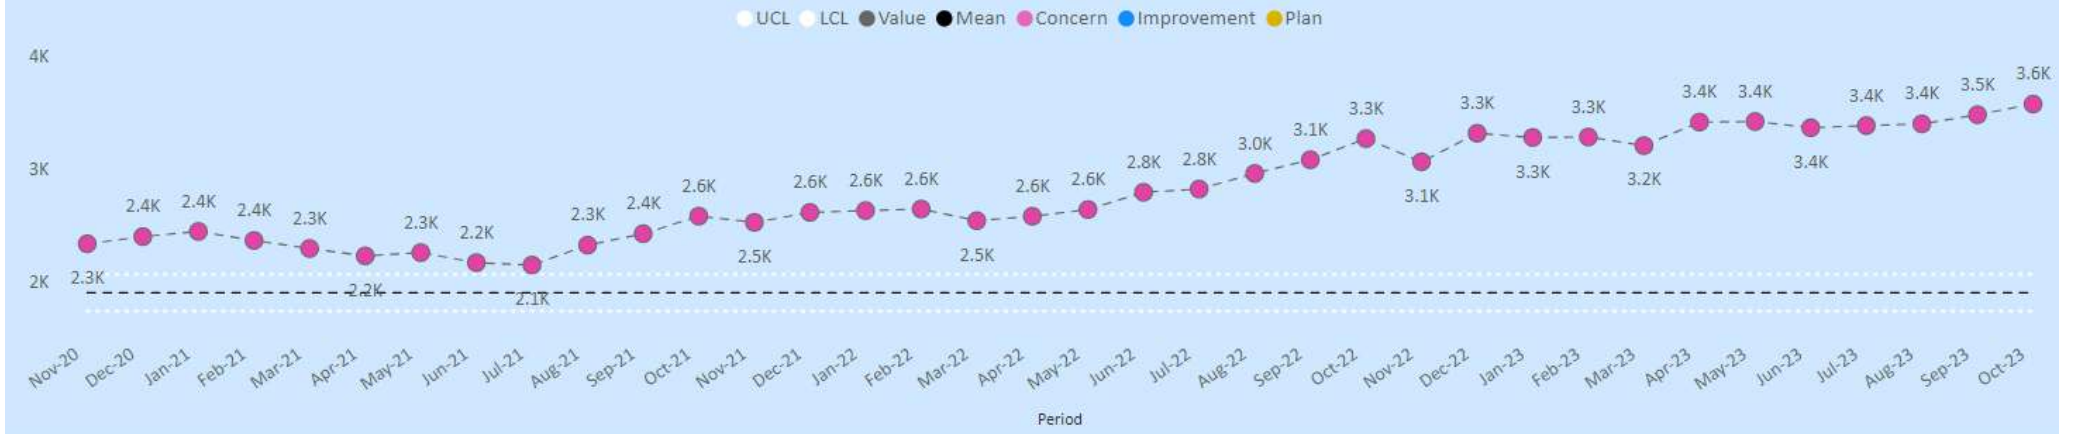 UCL LCL Value Mean Concern Improvement Plan
4K
3K
2K
2.3K
2.4K
2.4K
2.4K
2.3K
2.2K
2.3K
2.2K
2.1K
2.3K
2.4K
2.6K
2.5K
2.6K
2.6K
2.6K
2.5K
2.6K
2.6K
2.8K
2.8K
3.0K
3.1K
3.3K
3.1K
3.3K
3.3K
3.3K
3.2K
3.4K
3.4K
3.4K
3.4K
3.4K
3.5K
3.6K
Nov-20
Dec-20
Jan-21
Feb-21
Mar-21
Apr-21
May-21
Jun-21
Jul-21
Aug-21
Sep-21
Oct-21
Nov-21
Dec-21
Jan-22
Feb-22
Mar-22
Apr-22
May-22
Jun-22
Jul-22
Aug-22
Sep-22
Oct-22
Nov-22
Dec-22
Jan-23
Feb-23
Mar-23
Apr-23
May-23
Jun-23
Jul-23
Aug-23
Sep-23
Oct-23
Period